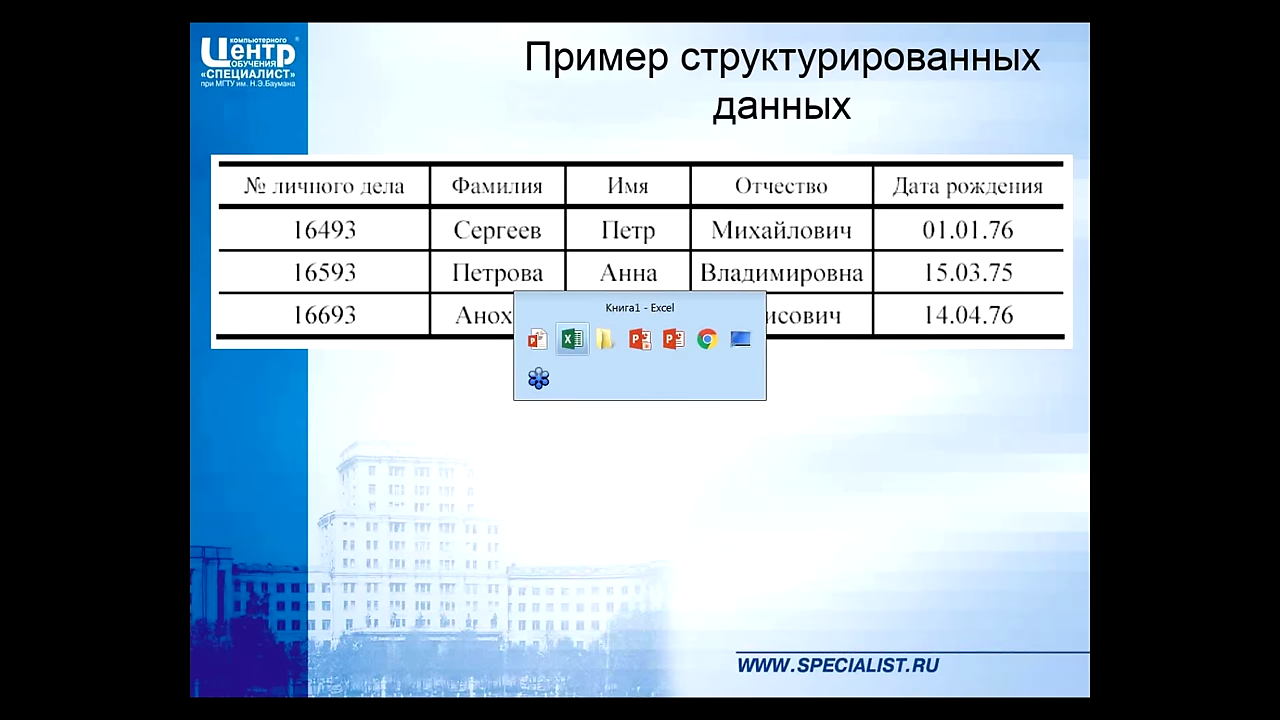 компьютерного
Центр
ОБУЧЕНИЯ
«СПЕЦИАЛИСТ»
при МГТУ им. Н.Э.Баумана
Пример структурированных
данных
№ личного дела Фамилия Имя Отчество Дата рождения
16493 Сергеев Петр Михайлович 01.01.76
16593 Петрова Анна Владимировна 15.03.75
16693 Анох исович 14.04.76
Книга1 - Excel
WWW.SPECIALIST.RU